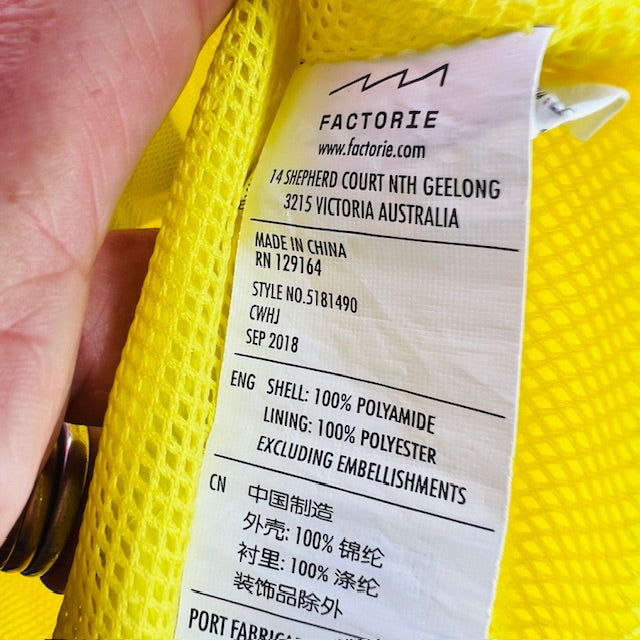 FACTORIE
www.factorie.com
14 SHEPHERD COURT NTH GEELONG
3215 VICTORIA AUSTRALIA
MADE IN CHINA
RN 129164
STYLE NO.5181490
CWHJ
SEP 2018
ENG SHELL: 100% POLYAMIDE
LINING: 100% POLYESTER
EXCLUDING EMBELLISHMENTS
CN 中国制造
外壳: 100% 锦纶
衬里: 100% 涤纶
装饰品除外
PORT